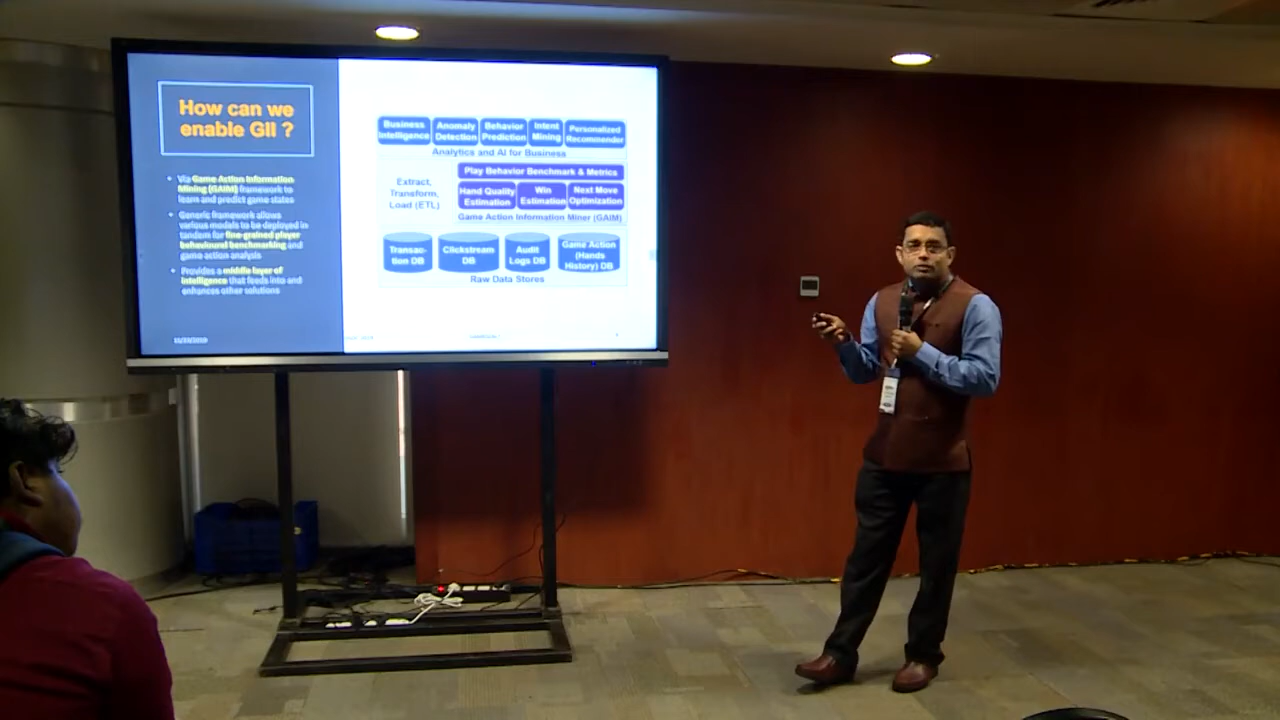 How can we
enable GII ?
Via Game Action Information
Mining (GAIM) framework to
learn and predict game states
Generic framework allows
various models to be deployed in
tandem for fine-grained player
behavioural benchmarking and
game action analysis
Provides a middle layer of
intelligence that feeds into and
enhances other solutions
Business
Intelligence
Anomaly
Detection
Behavior
Prediction
Intent
Mining
Personalized
Recommender
Analytics and AI for Business
Extract,
Transform,
Load (ETL)
Play Behavior Benchmark & Metrics
Hand Quality
Estimation
Win
Estimation
Next Move
Optimization
Game Action Information Miner (GAIM)
Transac-
tion DB
Clickstream
DB
Audit
Logs DB
Game Action
(Hands
History) DB
Raw Data Stores